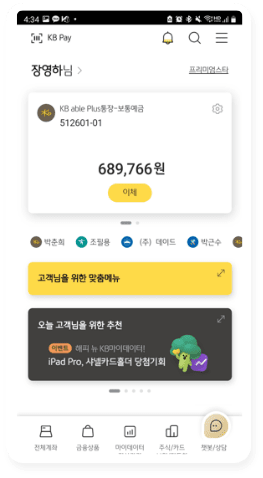 4:34
KB Pay
장영하님 >
프리미엄스타
KB able Plus통장-보통예금
512601-01
689,766원
이체
박춘희
조필용
(주) 데이드
박근수
고객님을 위한 맞춤메뉴
오늘 고객님을 위한 추천
이벤트 해피 뉴 KB마이데이터!
iPad Pro, 샤넬카드홀더 당첨기회
전체계좌
금융상품
마이데이터
주식/카드
챗봇/상담